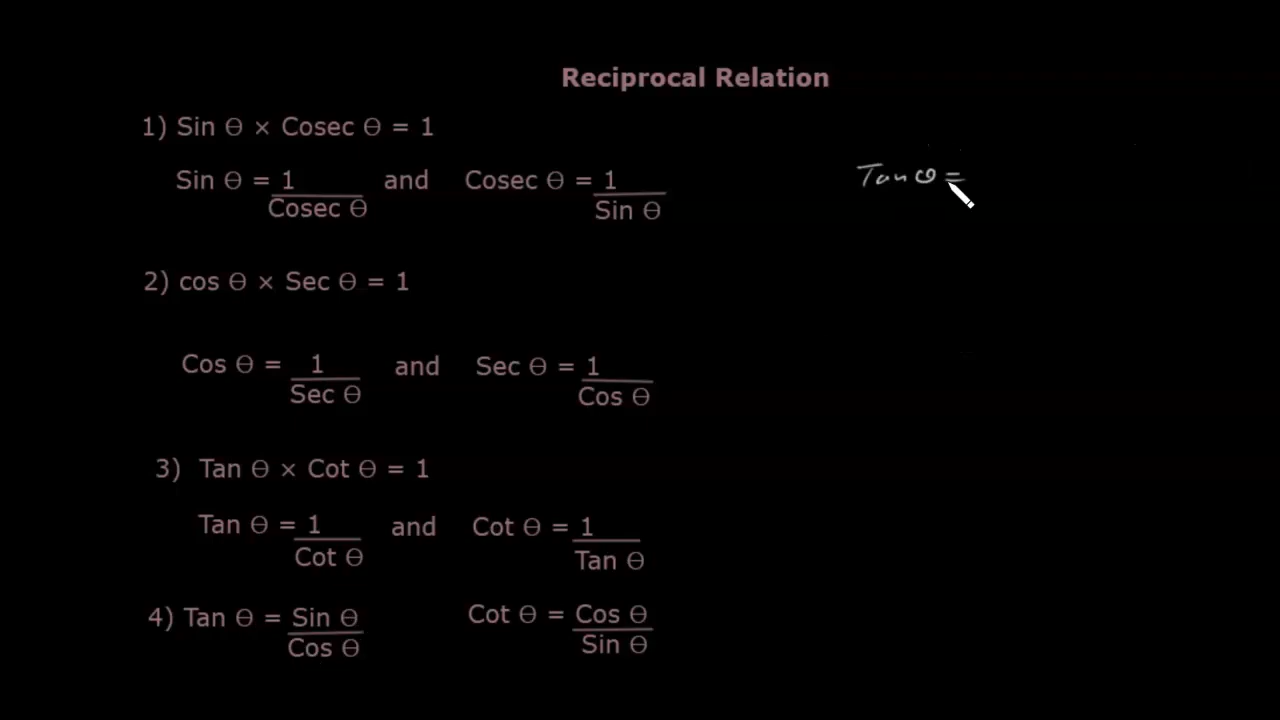 Reciprocal Relation
1) Sin Θ × Cosec Θ = 1
Sin Θ = 1 and Cosec Θ = 1
Cosec Θ Sin Θ
Tan Θ =
2) cos Θ × Sec Θ = 1
Cos Θ = 1 and Sec Θ = 1
Sec Θ Cos Θ
3) Tan Θ × Cot Θ = 1
Tan Θ = 1 and Cot Θ = 1
Cot Θ Tan Θ
4) Tan Θ = Sin Θ Cot Θ = Cos Θ
Cos Θ Sin Θ